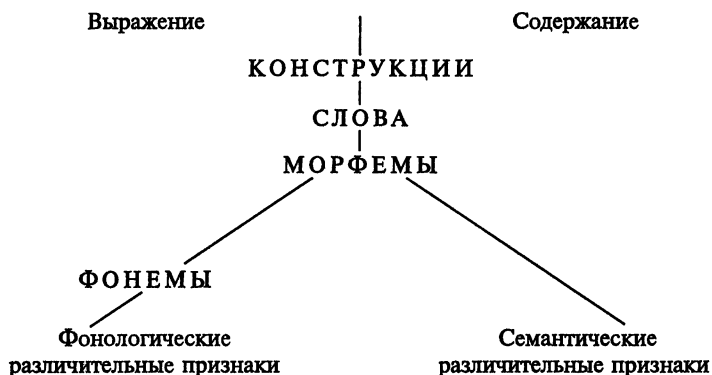 Выражение Содержание
КОНСТРУКЦИИ
СЛОВА
МОРФЕМЫ
ФОНЕМЫ
Фонологические Семантические
различительные признаки различительные признаки